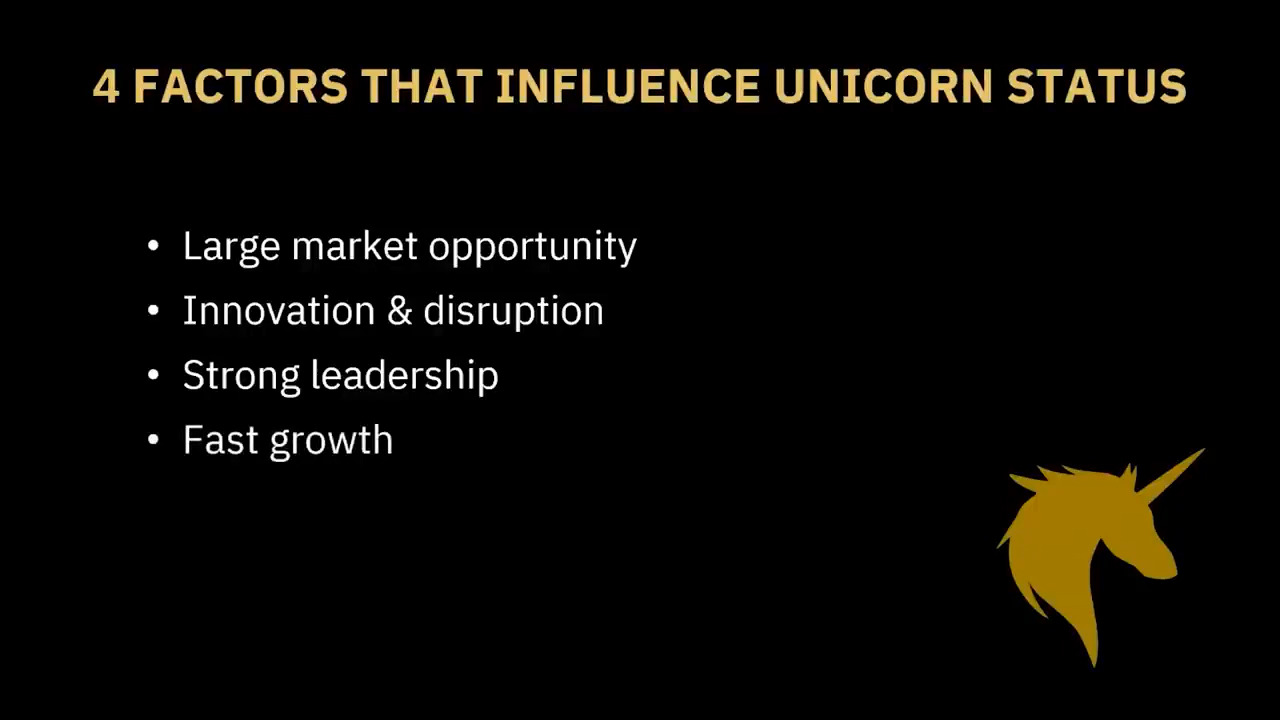 4 FACTORS THAT INFLUENCE UNICORN STATUS
• Large market opportunity
• Innovation & disruption
• Strong leadership
• Fast growth